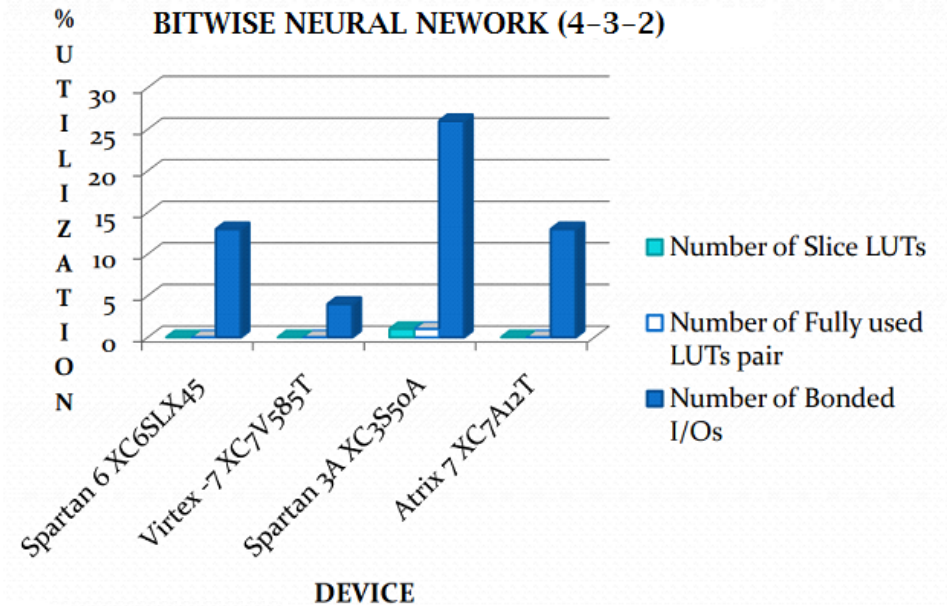 BITWISE NEURAL NEWORK (4–3–2)
% UTILIZATION
30
25
20
15
10
5
0
Spartan 6 XC6SLX45
Virtex -7 XC7V585T
Spartan 3A XC3S50A
Atrix 7 XC7A12T
DEVICE
Number of Slice LUTs
Number of Fully used
LUTs pair
Number of Bonded
I/Os